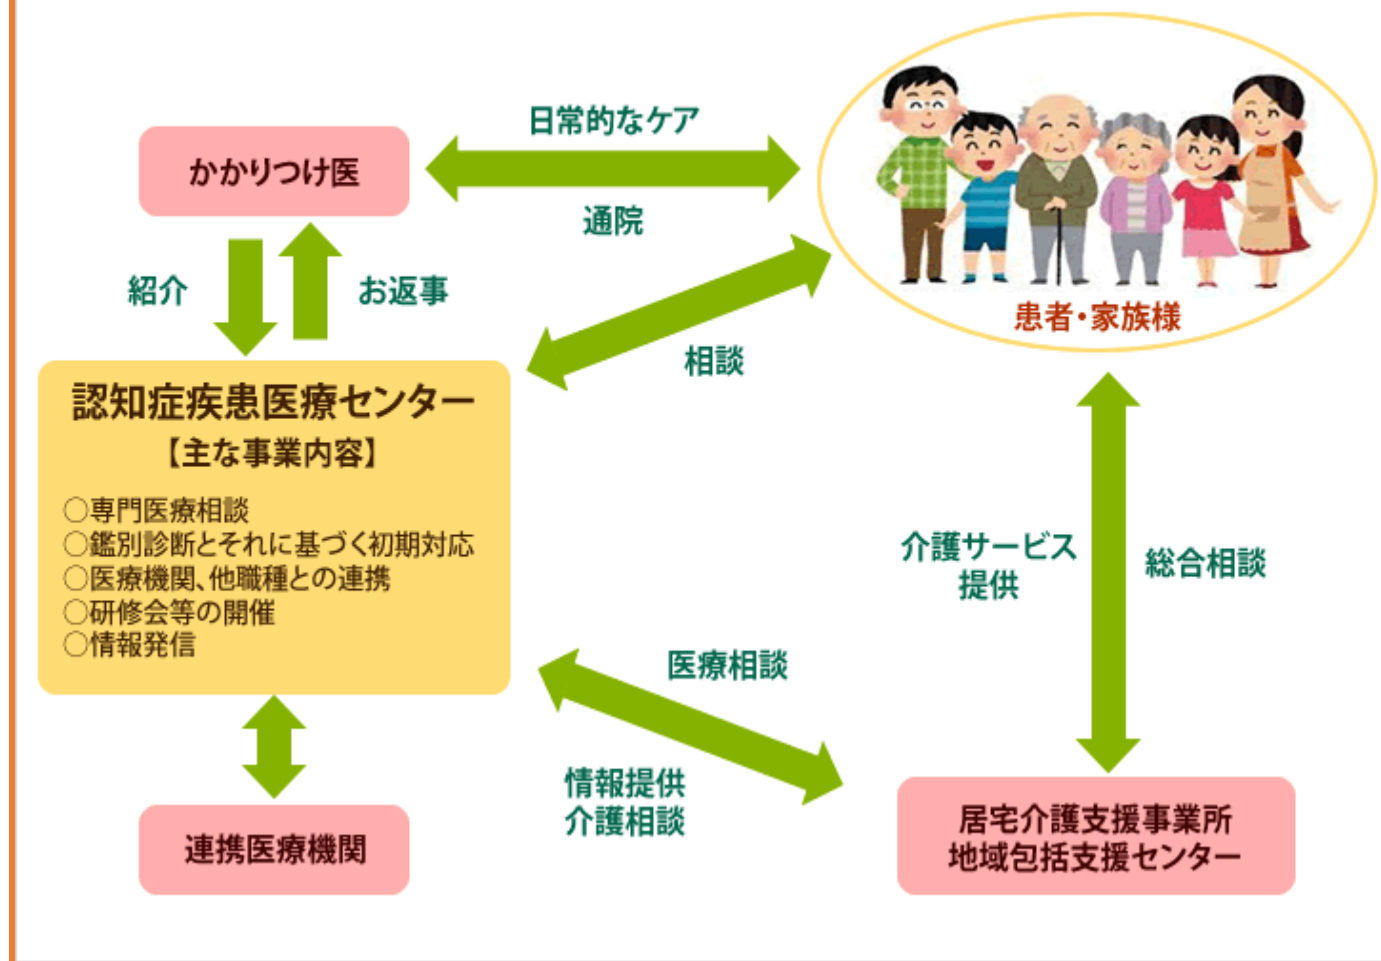 日常的なケア
かかりつけ医
通院
患者・家族様
紹介
お返事
相談
認知症疾患医療センター
【主な事業内容】
○専門医療相談
○鑑別診断とそれに基づく初期対応
○医療機関、他職種との連携
○研修会等の開催
○情報発信
介護サービス
提供
総合相談
医療相談
情報提供
介護相談
連携医療機関
居宅介護支援事業所
地域包括支援センター